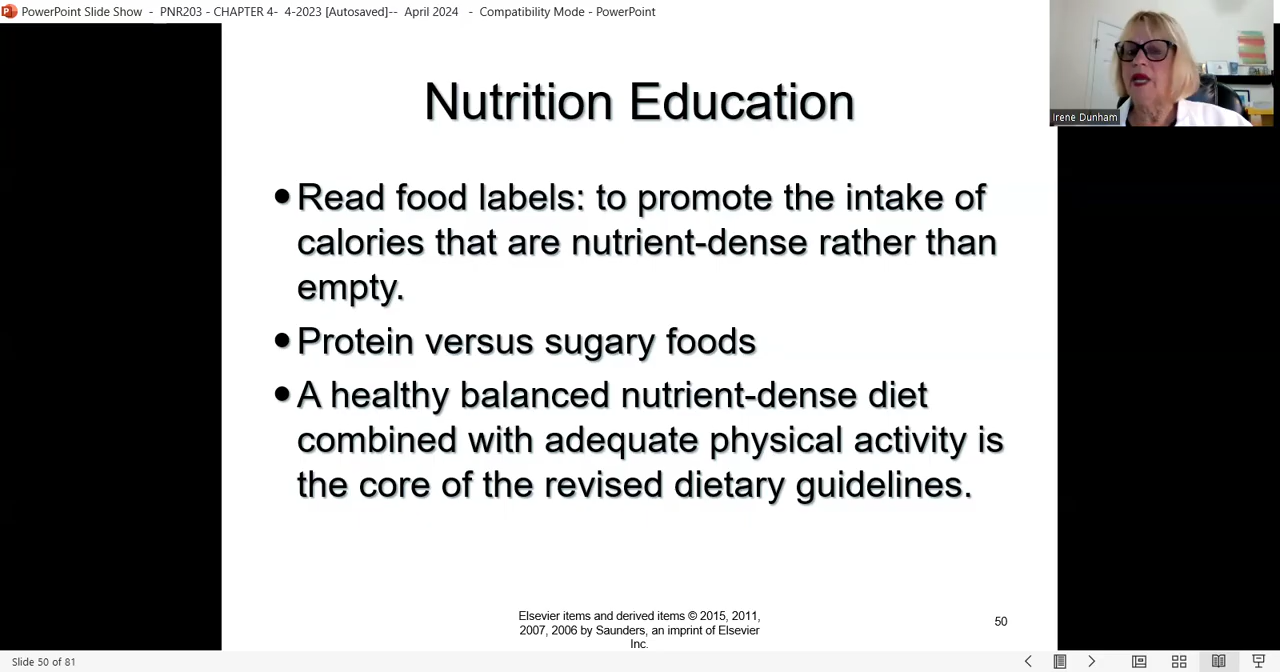 PowerPoint Slide Show - PNR203 - CHAPTER 4- 4-2023 [Autosaved]-- April 2024 - Compatibility Mode - PowerPoint
Irene Dunham
Nutrition Education
• Read food labels: to promote the intake of
calories that are nutrient-dense rather than
empty.
• Protein versus sugary foods
• A healthy balanced nutrient-dense diet
combined with adequate physical activity is
the core of the revised dietary guidelines.
Elsevier items and derived items © 2015, 2011,
2007, 2006 by Saunders, an imprint of Elsevier
Inc.
50
Slide 50 of 81